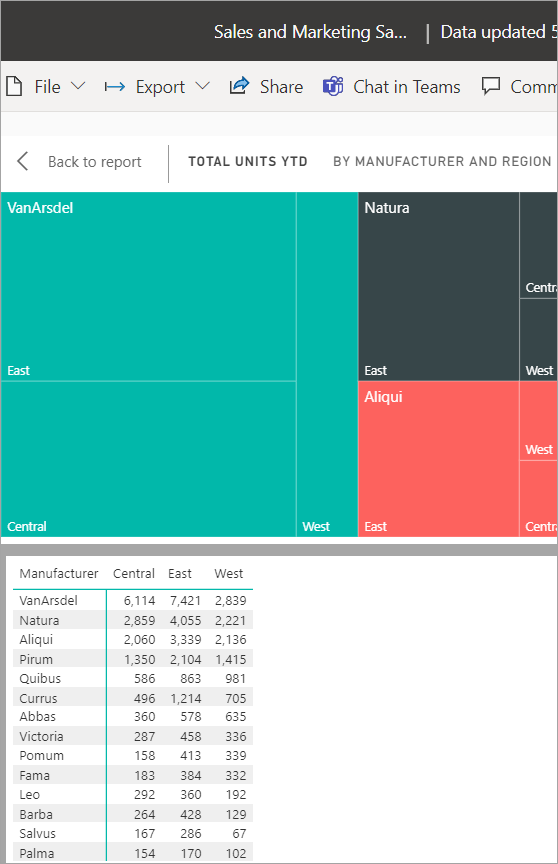 Sales and Marketing Sa... | Data updated 5
File Export Share Chat in Teams Comm
Back to report TOTAL UNITS YTD BY MANUFACTURER AND REGION
VanArsdel Natura
Centr
East East West
Aliqui
West
Central West East Centr
Manufacturer Central East West
VanArsdel 6,114 7,421 2,839
Natura 2,859 4,055 2,221
Aliqui 2,060 3,339 2,136
Pirum 1,350 2,104 1,415
Quibus 586 863 981
Currus 496 1,214 705
Abbas 360 578 635
Victoria 287 458 336
Pomum 158 413 339
Fama 183 384 332
Leo 292 360 192
Barba 264 428 129
Salvus 167 286 67
Palma 154 170 102